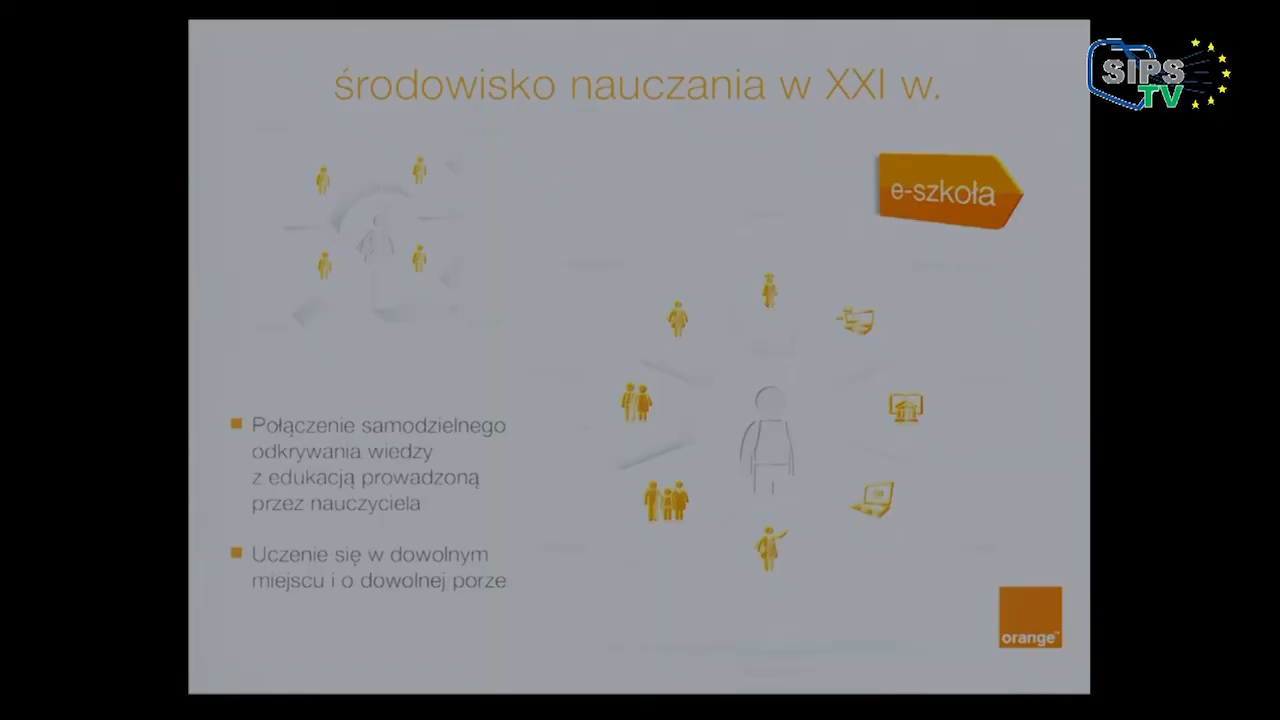 środowisko nauczania w XXI w.
SIPS
TV
e-szkoła
Połączenie samodzielnego
odkrywania wiedzy
z edukacją prowadzoną
przez nauczyciela
Uczenie się w dowolnym
miejscu i o dowolnej porze
orange™